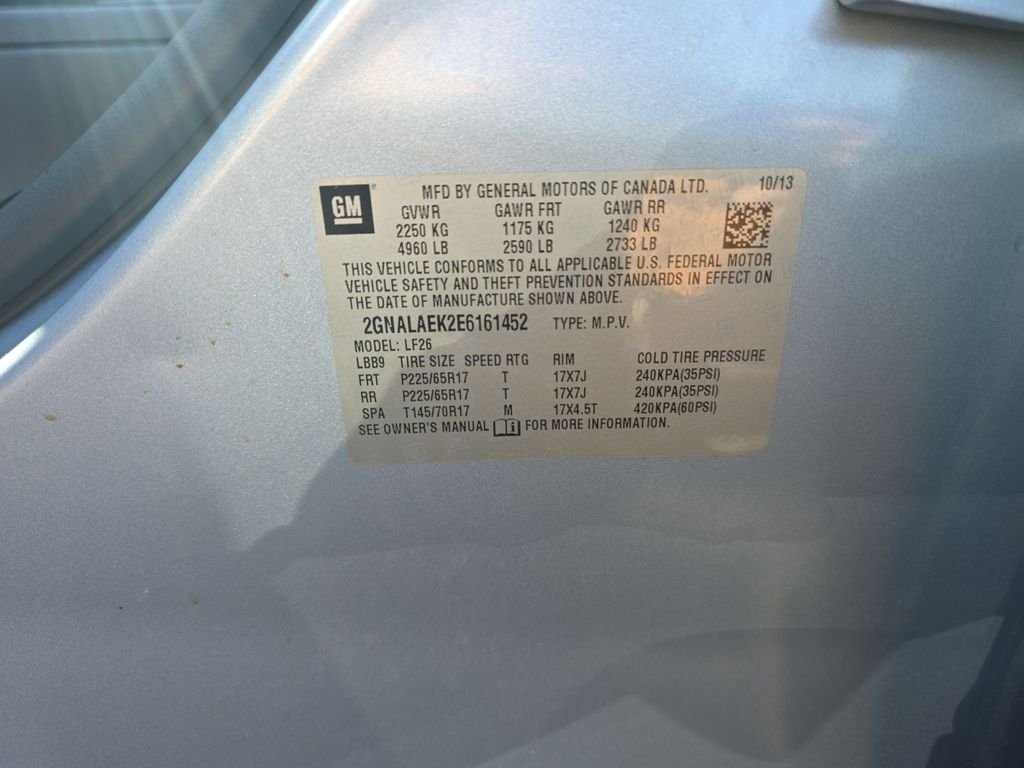 GM
MFD BY GENERAL MOTORS OF CANADA LTD. 10/13
GVWR GAWR FRT GAWR RR
2250 KG 1175 KG 1240 KG
4960 LB 2590 LB 2733 LB
THIS VEHICLE CONFORMS TO ALL APPLICABLE U.S. FEDERAL MOTOR
VEHICLE SAFETY AND THEFT PREVENTION STANDARDS IN EFFECT ON
THE DATE OF MANUFACTURE SHOWN ABOVE.
2GNALAEK2E6161452 TYPE: M.P.V.
MODEL: LF26
LBB9 TIRE SIZE SPEED RTG RIM COLD TIRE PRESSURE
FRT P225/65R17 T 17X7J 240KPA(35PSI)
RR P225/65R17 T 17X7J 240KPA(35PSI)
SPA T145/70R17 M 17X4.5T 420KPA(60PSI)
SEE OWNER'S MANUAL i FOR MORE INFORMATION.